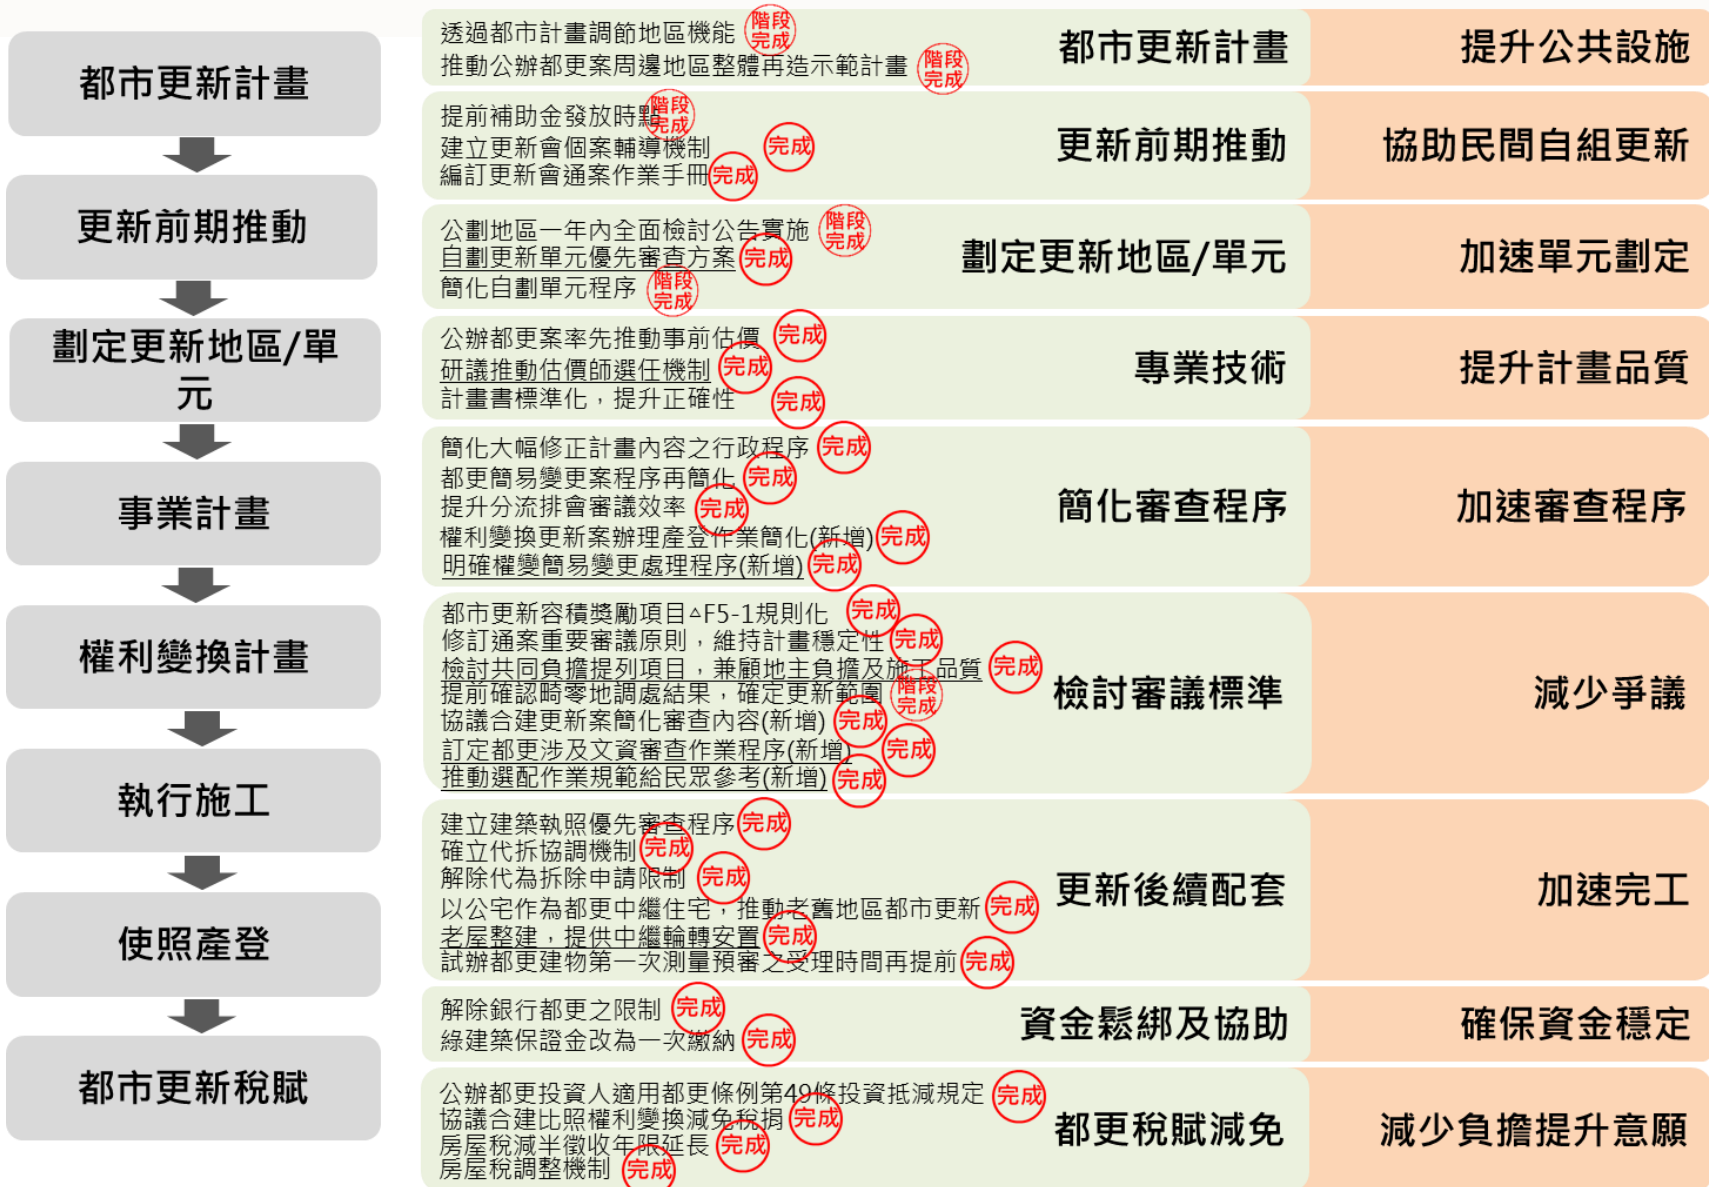 都市更新計畫
更新前期推動
劃定更新地區/單
元
事業計畫
權利變換計畫
執行施工
使照產登
都市更新稅賦
透過都市計畫調節地區機能 階段完成
推動公辦都更案周邊地區整體再造示範計畫 階段完成
都市更新計畫
提升公共設施
提前補助金發放時點 階段完成
建立更新會個案輔導機制 完成
編訂更新會通案作業手冊 完成
更新前期推動
協助民間自組更新
公劃地區一年內全面檢討公告實施 階段完成
自劃更新單元優先審查方案 完成
簡化自劃單元程序 階段完成
劃定更新地區/單元
加速單元劃定
公辦都更案率先推動事前估價 完成
研議推動估價師選任機制 完成
計畫書標準化，提升正確性 完成
專業技術
提升計畫品質
簡化大幅修正計畫內容之行政程序 完成
都更簡易變更案程序再簡化 完成
提升分流排會審議效率 完成
權利變換更新案辦理產登作業簡化(新增) 完成
明確權變簡易變更處理程序(新增) 完成
簡化審查程序
加速審查程序
都市更新容積獎勵項目△F5-1規則化 完成
修訂通案重要審議原則，維持計畫穩定性 完成
檢討共同負擔提列項目，兼顧地主負擔及施工品質 完成
提前確認畸零地調處結果，確定更新範圍 階段完成
協議合建更新案簡化審查內容(新增) 完成
訂定都更涉及文資審查作業程序(新增) 完成
推動選配作業規範給民眾參考(新增) 完成
檢討審議標準
減少爭議
建立建築執照優先審查程序 完成
確立代拆協調機制 完成
解除代為拆除申請限制 完成
以公宅作為都更中繼住宅，推動老舊地區都市更新 完成
老屋整建，提供中繼輪轉安置 完成
試辦都更建物第一次測量預審之受理時間再提前 完成
更新後續配套
加速完工
解除銀行都更之限制 完成
綠建築保證金改為一次繳納 完成
資金鬆綁及協助
確保資金穩定
公辦都更投資人適用都更條例第49條投資抵減規定 完成
協議合建比照權利變換減免稅捐 完成
房屋稅減半徵收年限延長 完成
房屋稅調整機制 完成
都更稅賦減免
減少負擔提升意願